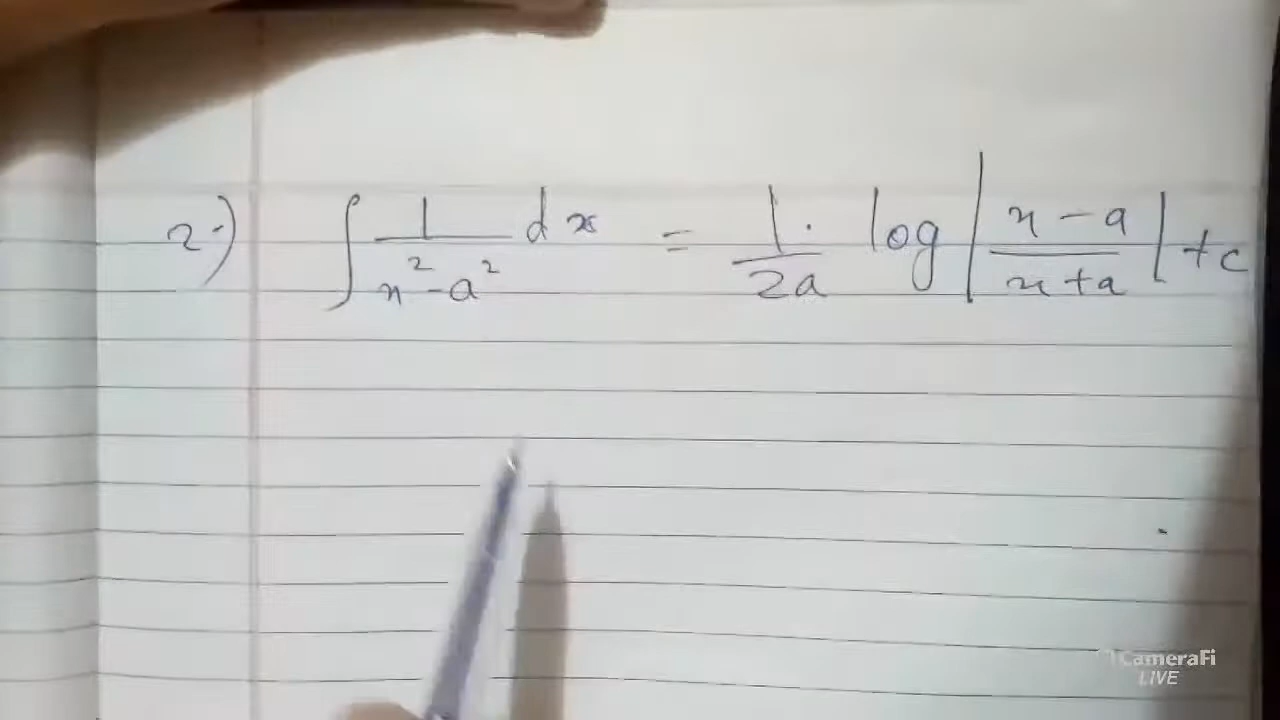 2.) ∫ 1/(x²-a²) dx = 1/2a · log |(x-a)/(x+a)| + c
CameraFi
LIVE